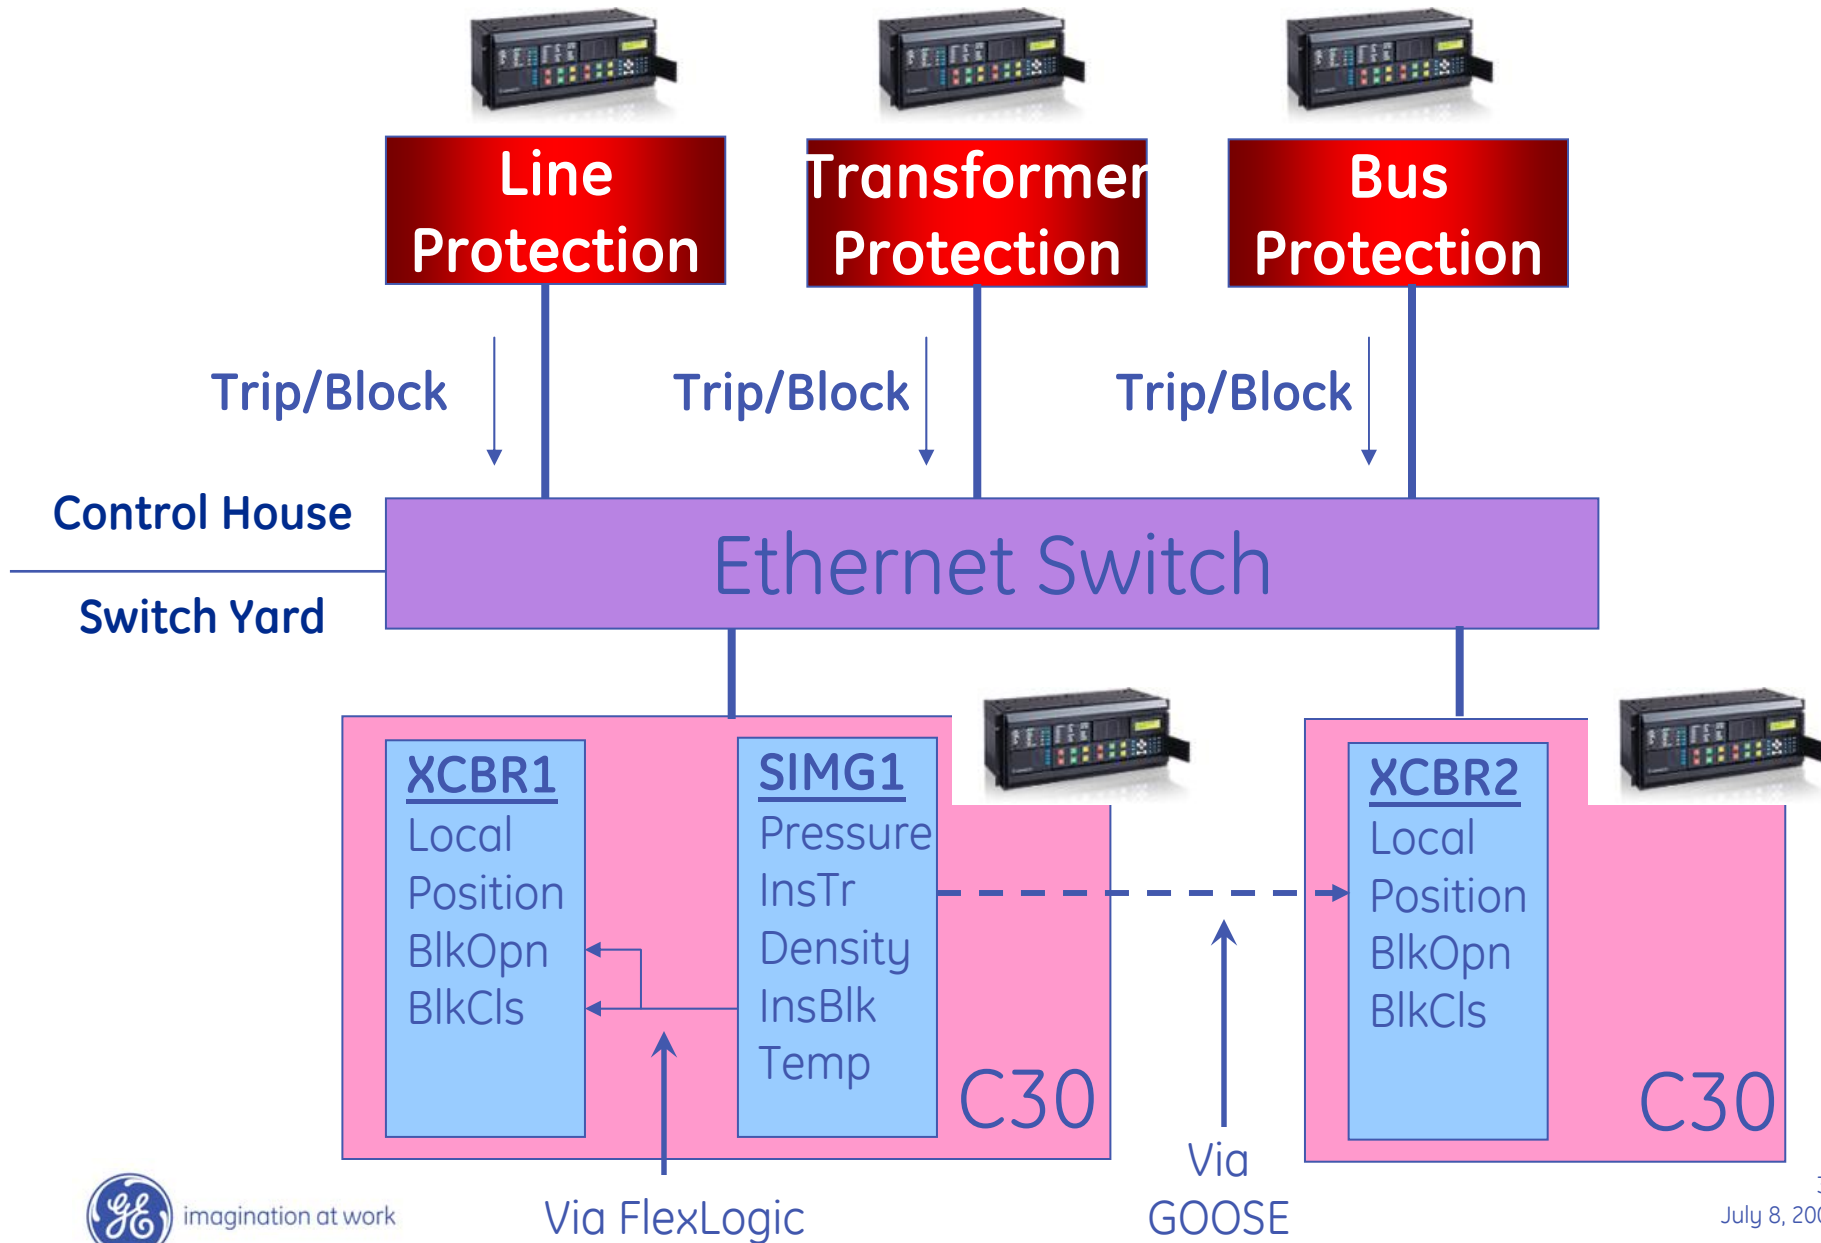 Line
Protection
Transformer
Protection
Bus
Protection
Trip/Block
Trip/Block
Trip/Block
Control House
Ethernet Switch
Switch Yard
XCBR1
Local
Position
BlkOpn
BlkCls
SIMG1
Pressure
InsTr
Density
InsBlk
Temp
C30
XCBR2
Local
Position
BlkOpn
BlkCls
C30
Via FlexLogic
Via
GOOSE
GE
imagination at work
July 8, 200